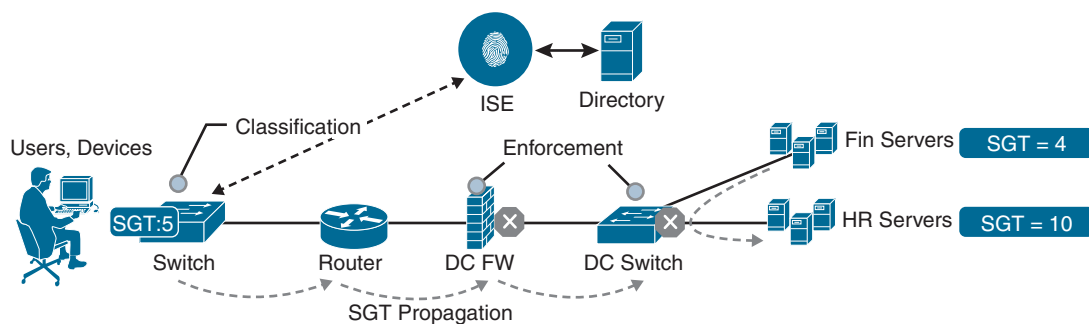 ISE
Directory
Classification
Users, Devices
Enforcement
Fin Servers
SGT = 4
SGT:5
HR Servers
SGT = 10
Switch
Router
DC FW
DC Switch
SGT Propagation